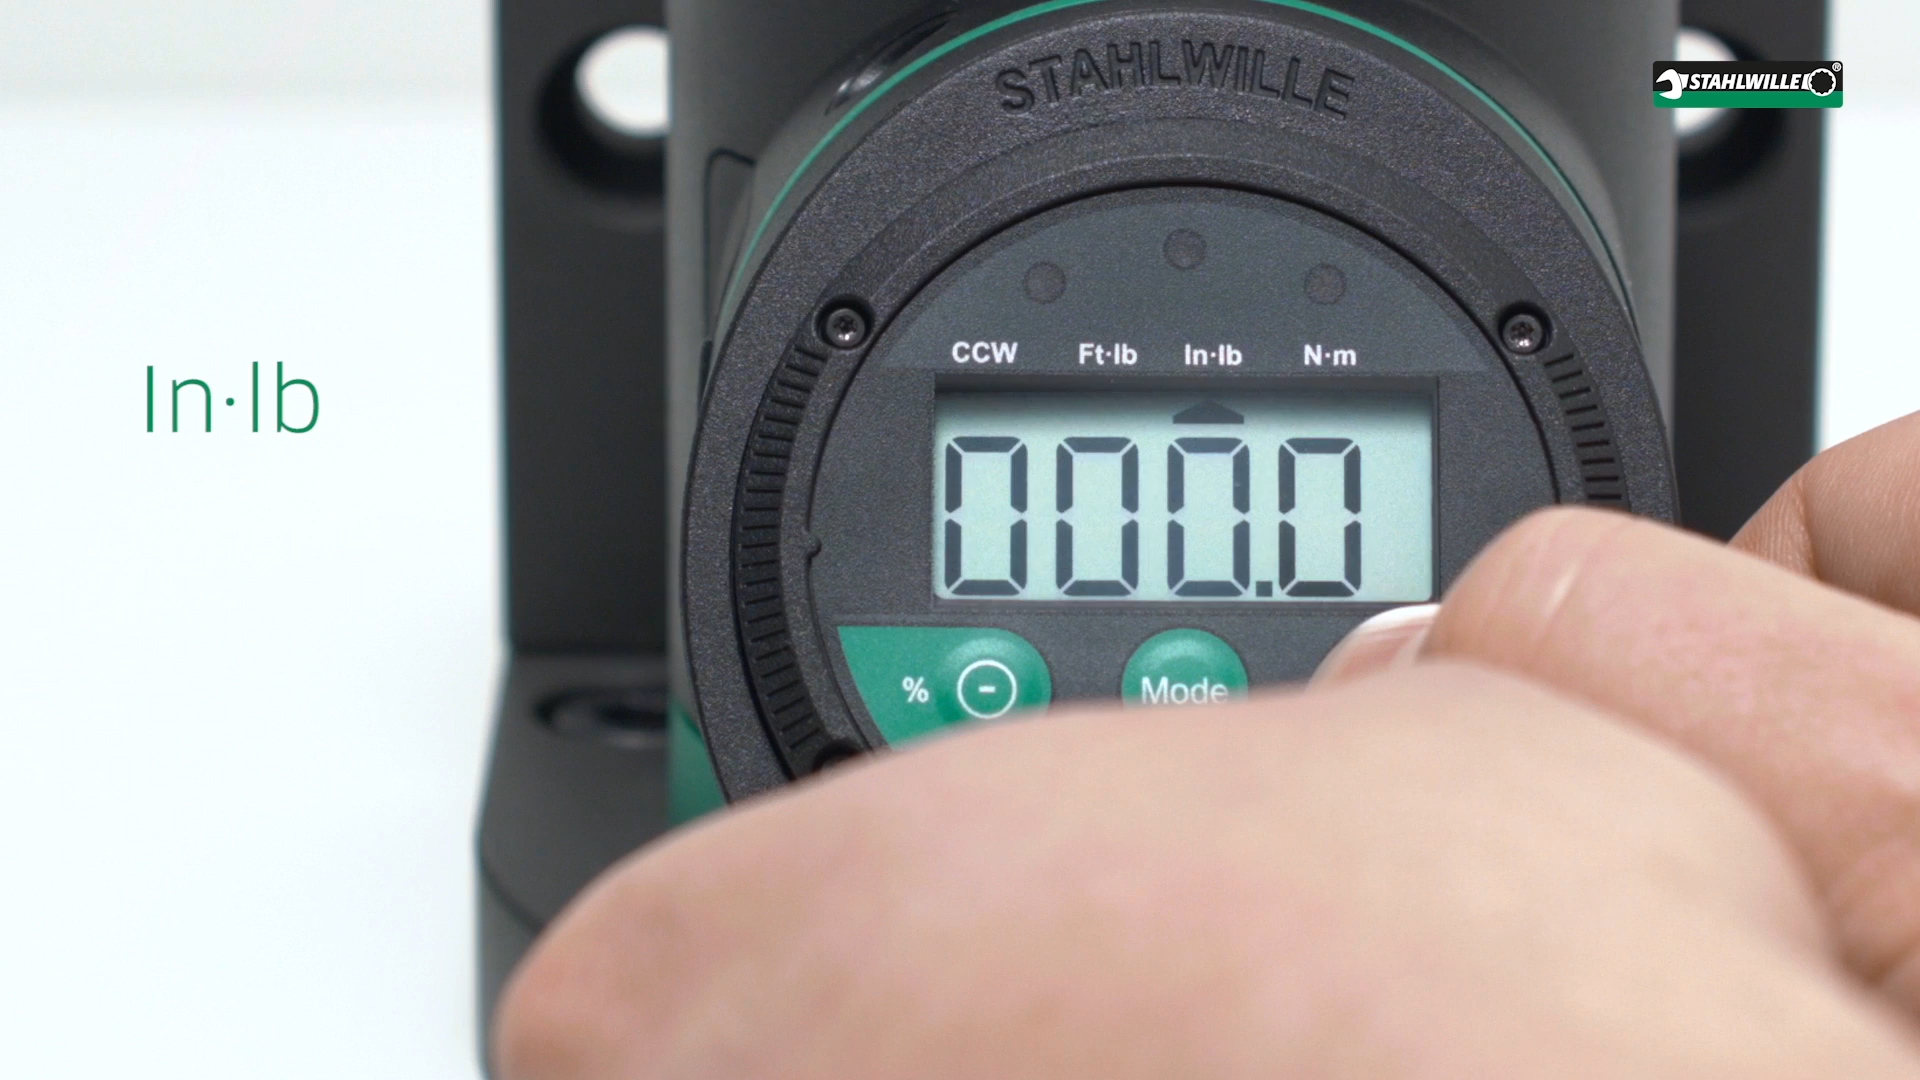 STAHLWILLE
STAHLWILLE®
CCW Ft·lb In·lb N·m
In·lb
000.0
% - Mode